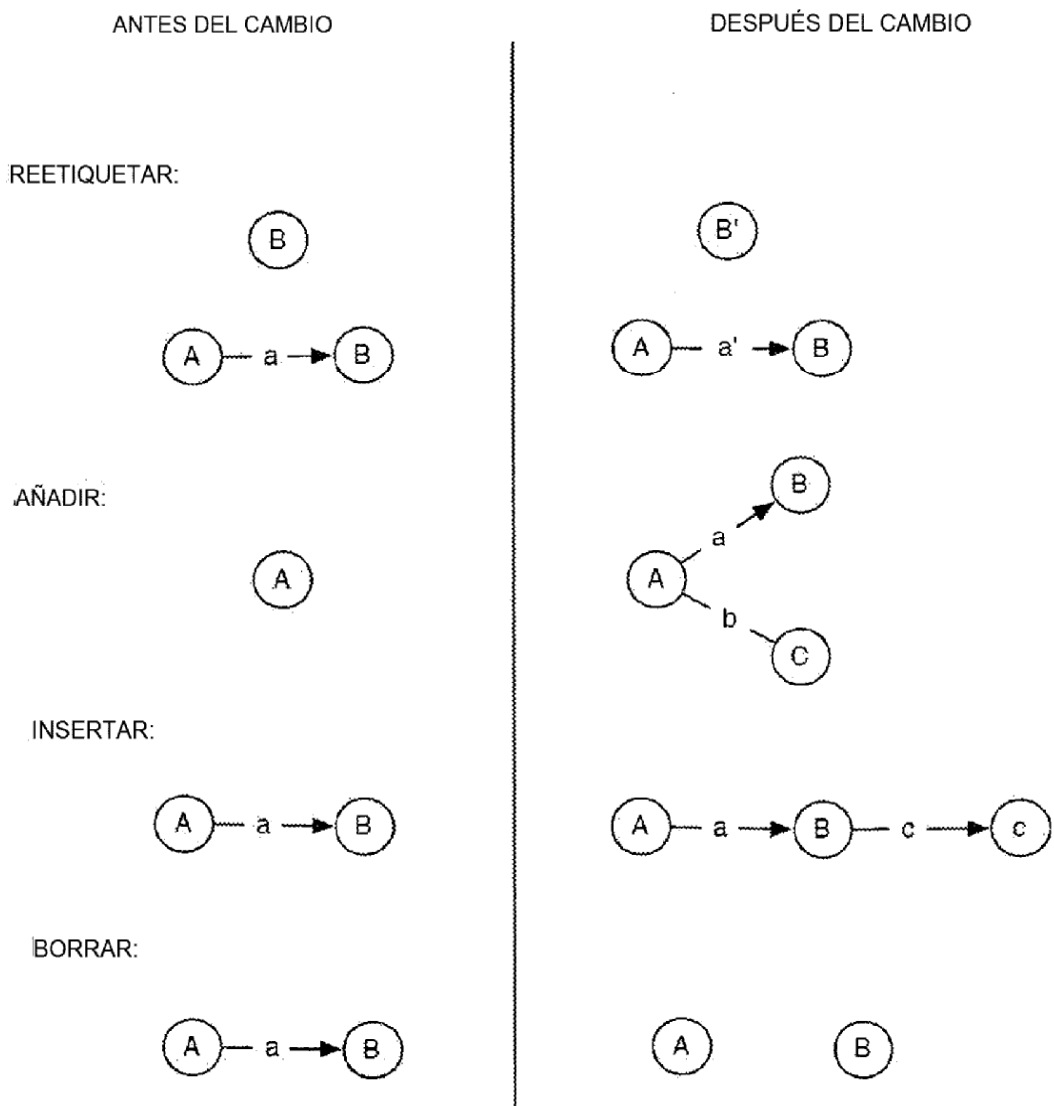 ANTES DEL CAMBIO DESPUÉS DEL CAMBIO
REETIQUETAR:
B B'
A a B A a' B
AÑADIR:
B
a
A A
b
C
INSERTAR:
A a B A a B c c
BORRAR:
A a B A B